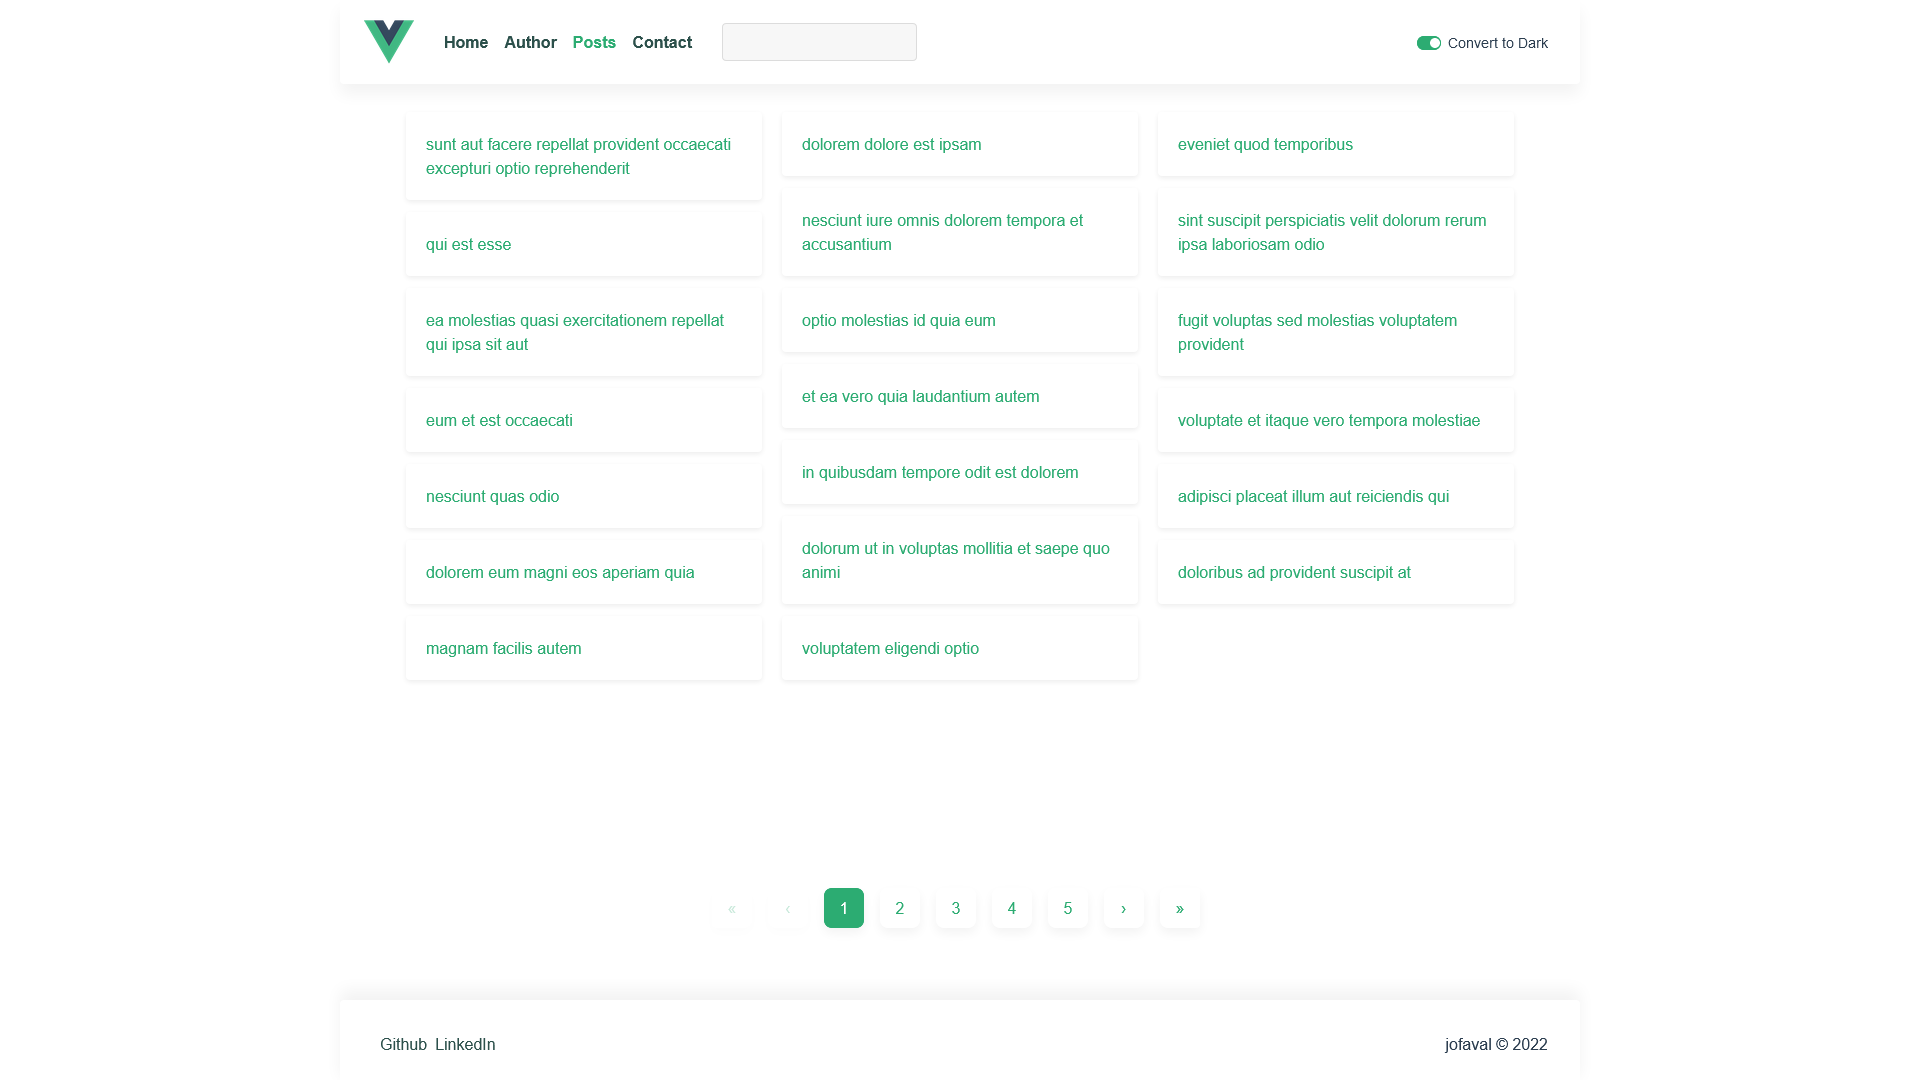 Home Author Posts Contact
Convert to Dark
sunt aut facere repellat provident occaecati
excepturi optio reprehenderit
qui est esse
ea molestias quasi exercitationem repellat
qui ipsa sit aut
eum et est occaecati
nesciunt quas odio
dolorem eum magni eos aperiam quia
magnam facilis autem
dolorem dolore est ipsam
nesciunt iure omnis dolorem tempora et
accusantium
optio molestias id quia eum
et ea vero quia laudantium autem
in quibusdam tempore odit est dolorem
dolorum ut in voluptas mollitia et saepe quo
animi
voluptatem eligendi optio
eveniet quod temporibus
sint suscipit perspiciatis velit dolorum rerum
ipsa laboriosam odio
fugit voluptas sed molestias voluptatem
provident
voluptate et itaque vero tempora molestiae
adipisci placeat illum aut reiciendis qui
doloribus ad provident suscipit at
« ‹ 1 2 3 4 5 › »
Github LinkedIn
jofaval © 2022